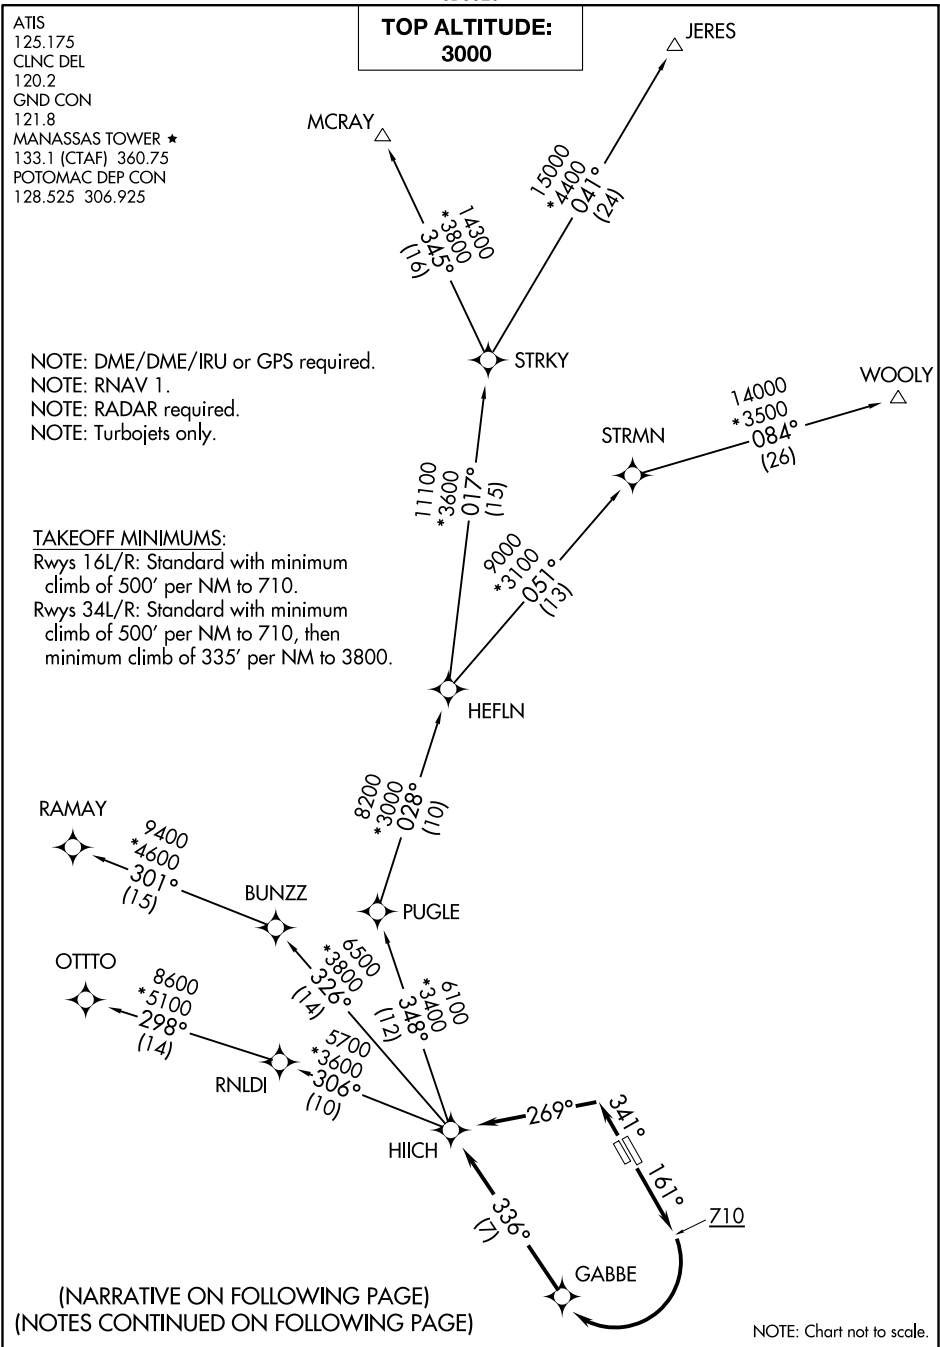 ATIS
125.175
CLNC DEL
120.2
GND CON
121.8
MANASSAS TOWER ★
133.1 (CTAF) 360.75
POTOMAC DEP CON
128.525 306.925
TOP ALTITUDE:
3000
JERES
MCRAY
15000
*4400
041°
(24)
14300
*3800
345°
(16)
NOTE: DME/DME/IRU or GPS required.
NOTE: RNAV 1.
NOTE: RADAR required.
NOTE: Turbojets only.
STRKY
WOOLY
14000
*3500
084°
(26)
STRMN
11100
*3600
017°
(15)
9000
*3100
051°
(13)
TAKEOFF MINIMUMS:
Rwys 16L/R: Standard with minimum
climb of 500' per NM to 710.
Rwys 34L/R: Standard with minimum
climb of 500' per NM to 710, then
minimum climb of 335' per NM to 3800.
HEFLN
8200
*3000
028°
(10)
RAMAY
9400
*4600
301°
(15)
BUNZZ
PUGLE
6500
*3800
326°
(14)
6100
*3400
348°
(12)
OTTTO
8600
*5100
298°
(14)
RNLDI
5700
*3600
306°
(10)
HIICH
269°
341°
161°
710
336°
(7)
GABBE
(NARRATIVE ON FOLLOWING PAGE)
(NOTES CONTINUED ON FOLLOWING PAGE)
NOTE: Chart not to scale.